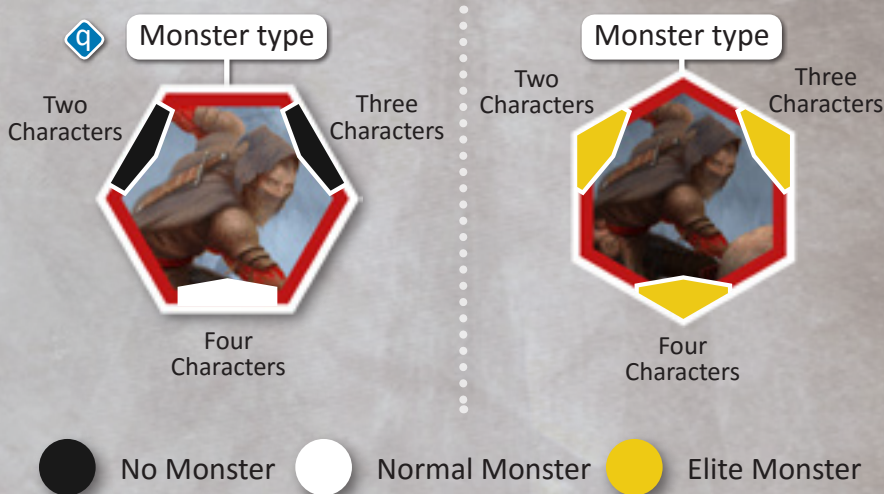 q
Monster type
Two
Characters
Three
Characters
Four
Characters
Monster type
Two
Characters
Three
Characters
Four
Characters
No Monster
Normal Monster
Elite Monster